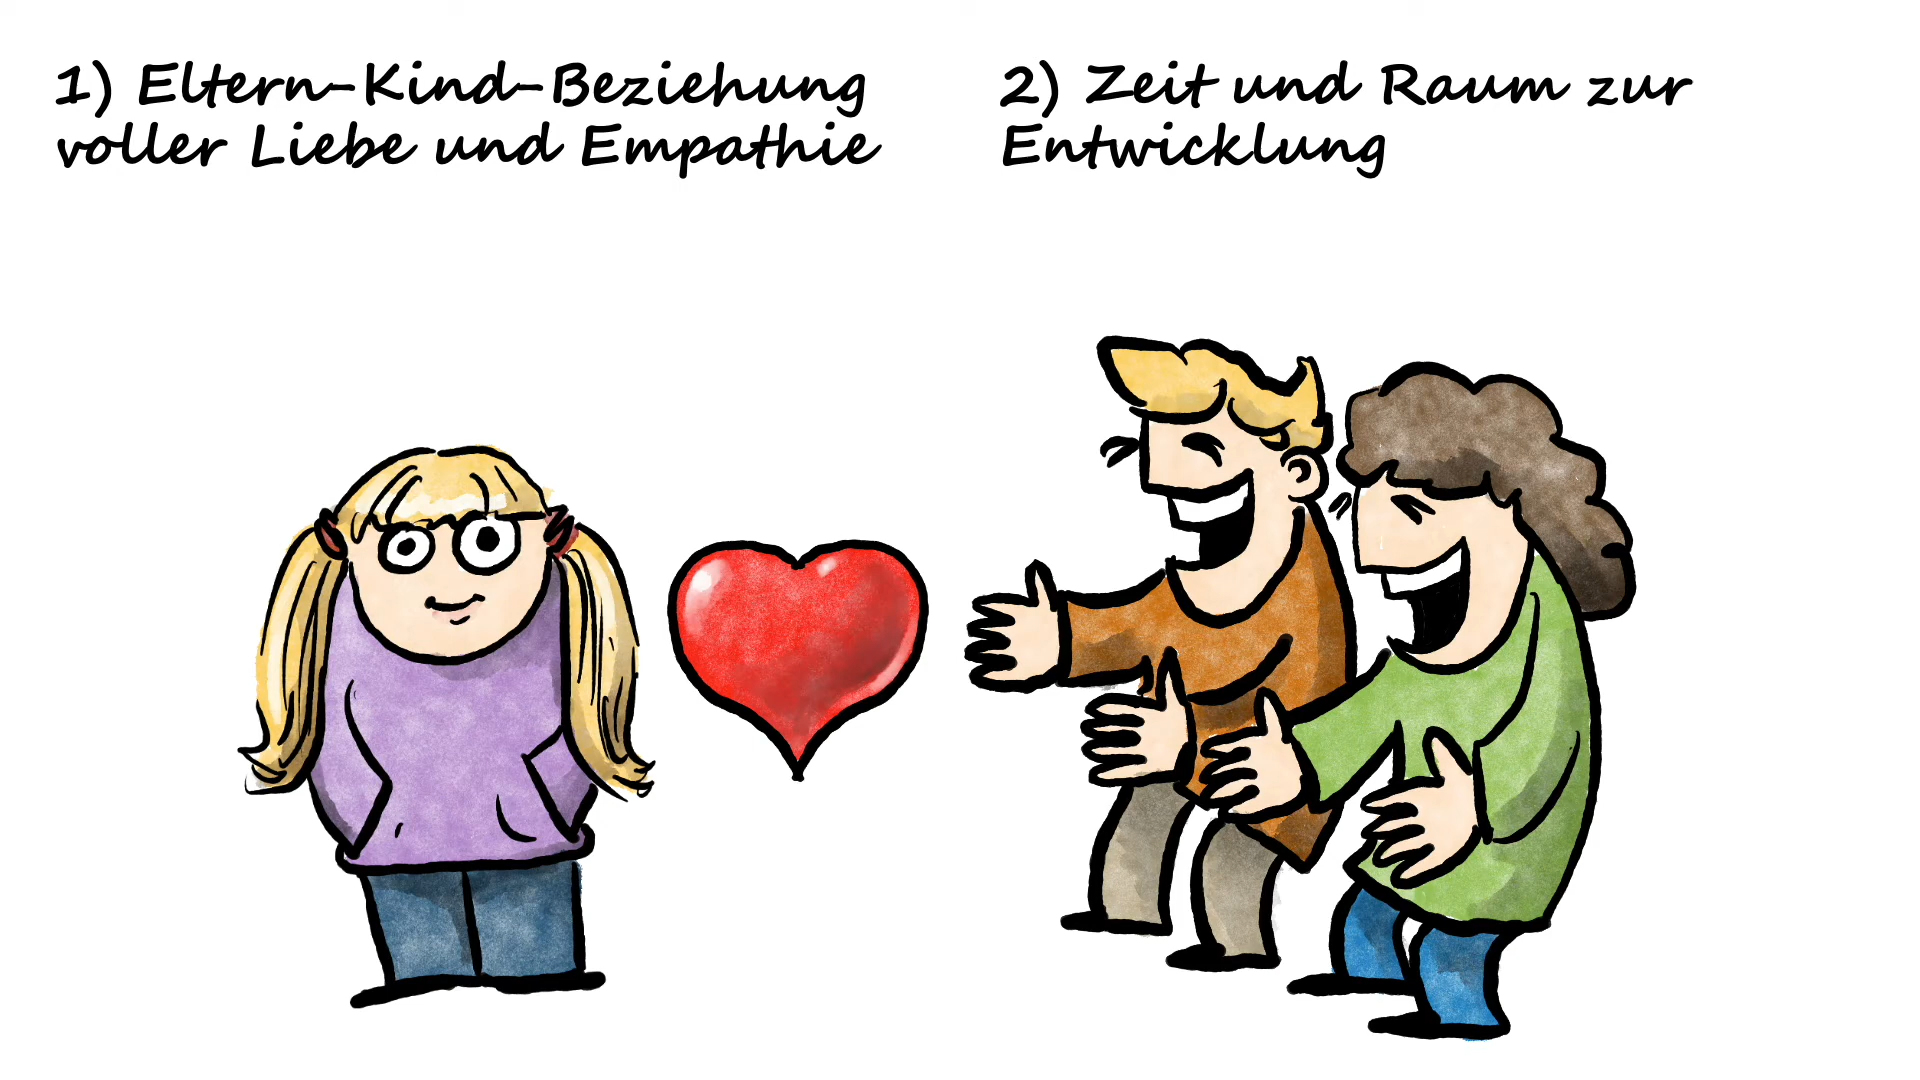 1) Eltern-Kind-Beziehung
voller Liebe und Empathie
2) Zeit und Raum zur
Entwicklung